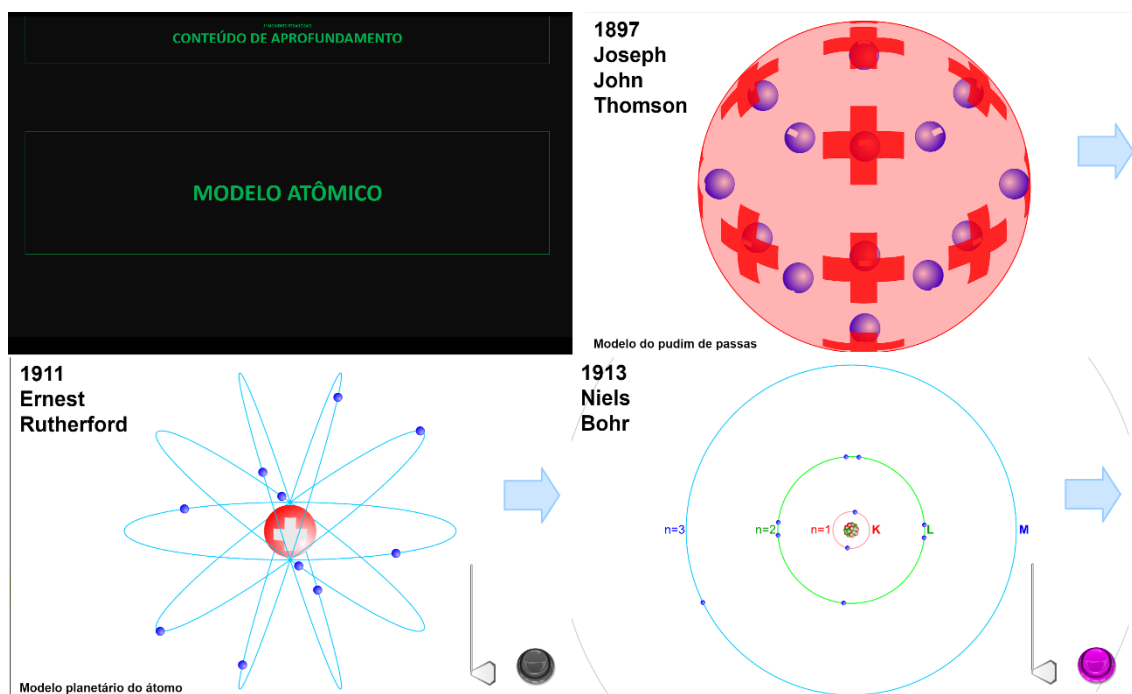 CONTEÚDO DE APROFUNDAMENTO
MODELO ATÔMICO
1897
Joseph
John
Thomson
Modelo do pudim de passas
1911
Ernest
Rutherford
Modelo planetário do átomo
1913
Niels
Bohr
n=3 n=2 n=1 K L M